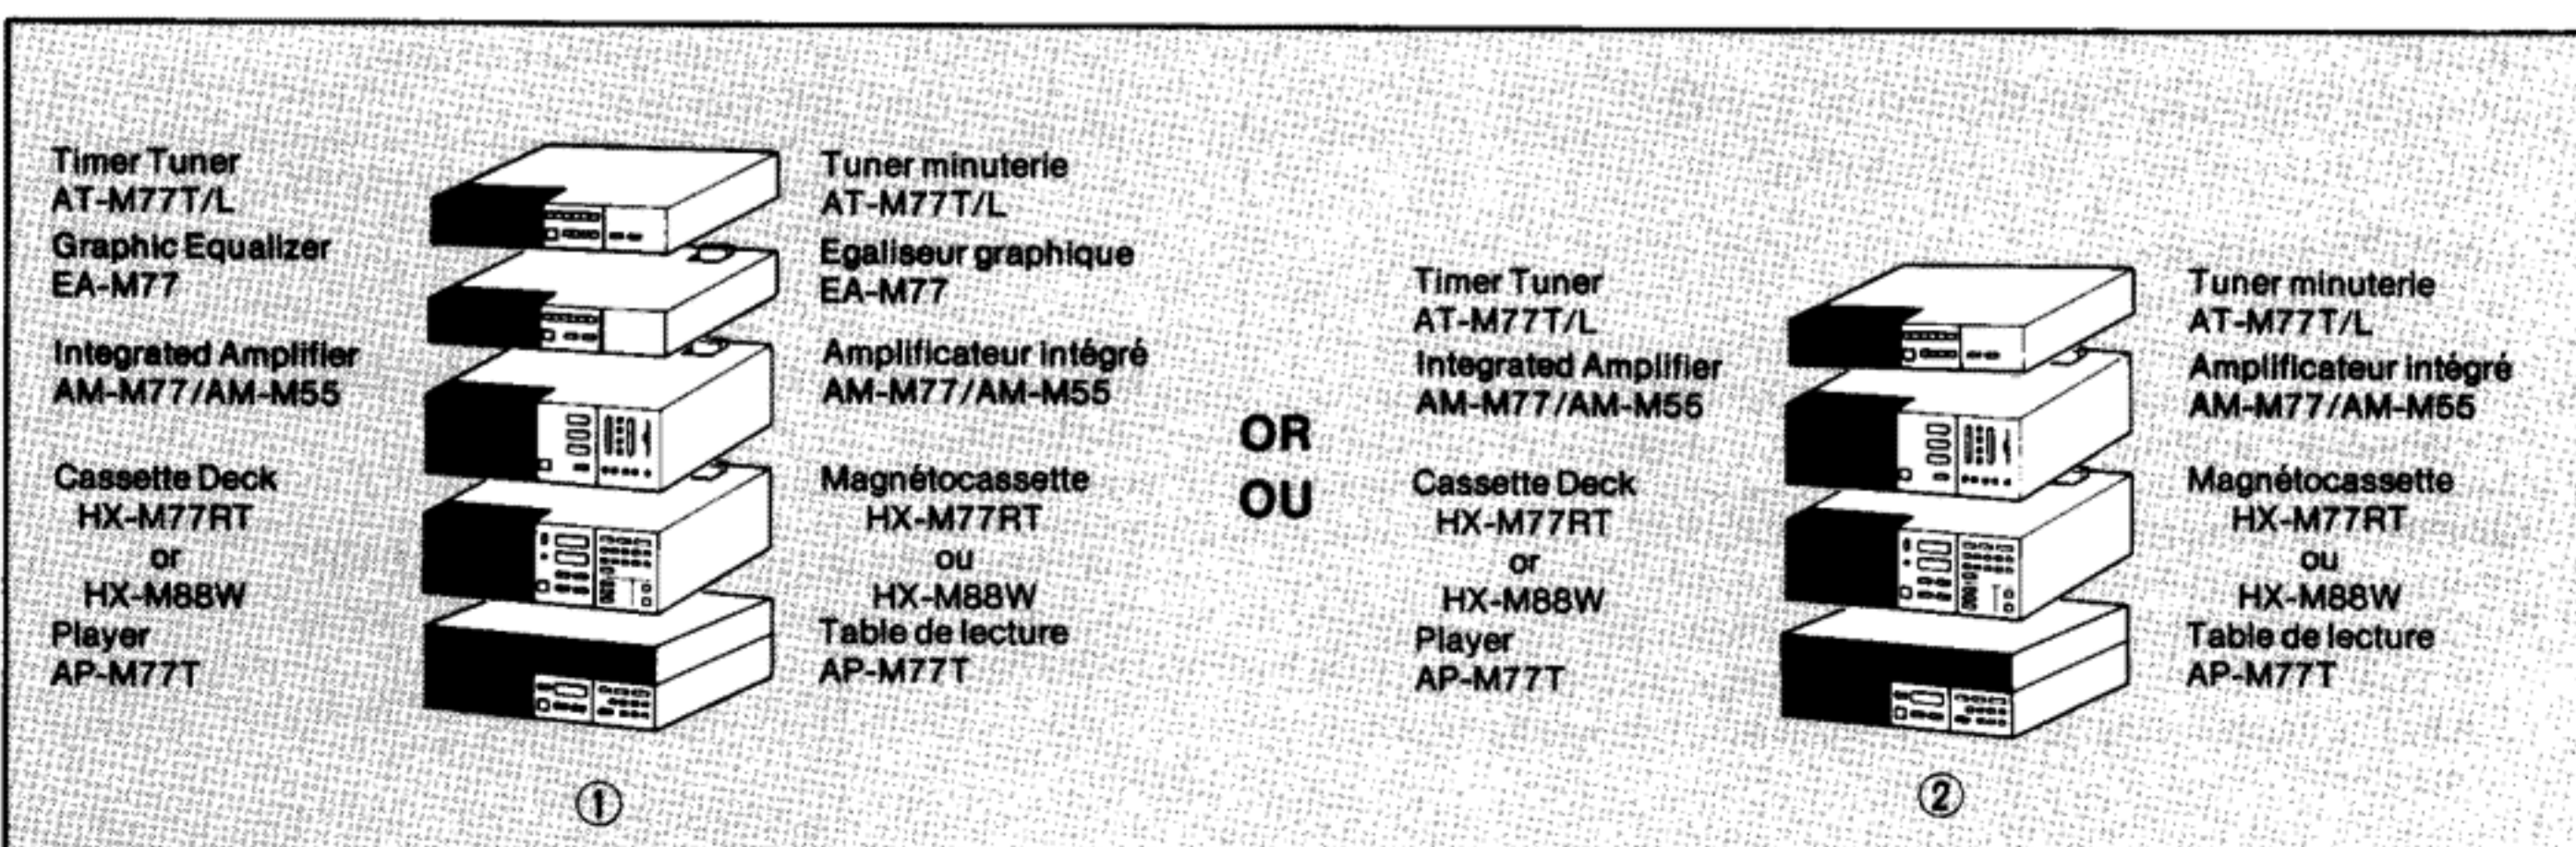 Timer Tuner
AT-M77T/L
Graphic Equalizer
EA-M77
Integrated Amplifier
AM-M77/AM-M55
Cassette Deck
HX-M77RT
or
HX-M88W
Player
AP-M77T
Tuner minuterie
AT-M77T/L
Egaliseur graphique
EA-M77
Amplificateur intégré
AM-M77/AM-M55
Magnétocassette
HX-M77RT
ou
HX-M88W
Table de lecture
AP-M77T
①
OR
OU
Timer Tuner
AT-M77T/L
Integrated Amplifier
AM-M77/AM-M55
Cassette Deck
HX-M77RT
or
HX-M88W
Player
AP-M77T
Tuner minuterie
AT-M77T/L
Amplificateur intégré
AM-M77/AM-M55
Magnétocassette
HX-M77RT
ou
HX-M88W
Table de lecture
AP-M77T
②